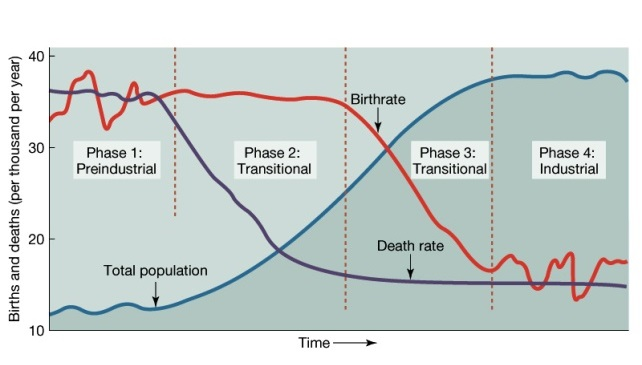 Births and deaths (per thousand per year)
40
30
20
10
Phase 1:
Preindustrial
Phase 2:
Transitional
Birthrate
Phase 3:
Transitional
Phase 4:
Industrial
Total population
Death rate
Time